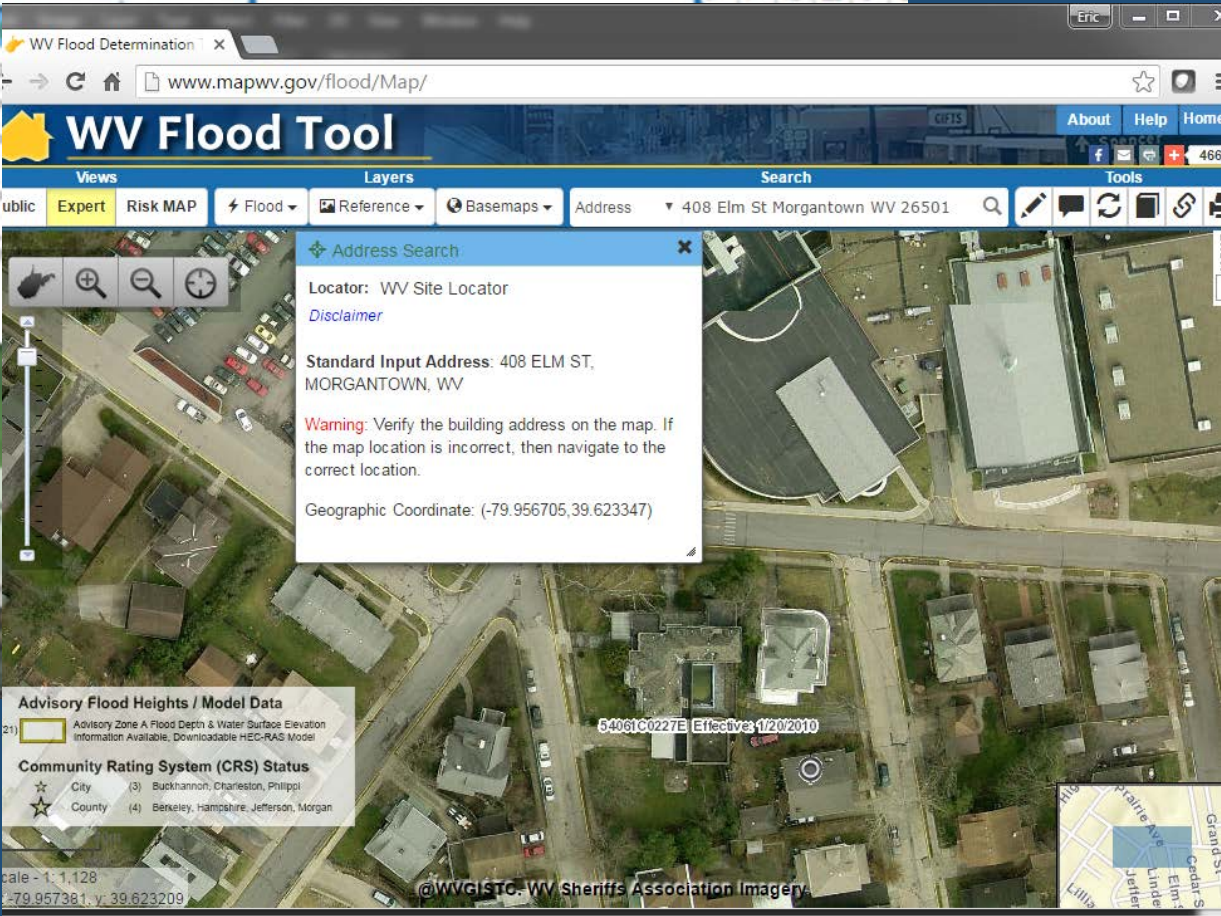 Eric
WV Flood Determination
www.mapwv.gov/flood/Map/
WV Flood Tool
GIFTS
About Help Home
466
Views Layers Search Tools
ublic Expert Risk MAP Flood Reference Basemaps Address 408 Elm St Morgantown WV 26501
Address Search
Locator: WV Site Locator
Disclaimer
Standard Input Address: 408 ELM ST,
MORGANTOWN, WV
Warning: Verify the building address on the map. If
the map location is incorrect, then navigate to the
correct location.
Geographic Coordinate: (-79.956705,39.623347)
54061C0227E Effective: 1/20/2010
Advisory Flood Heights / Model Data
21) Advisory Zone A Flood Depth & Water Surface Elevation
Information Available, Downloadable HEC-RAS Model
Community Rating System (CRS) Status
City (3) Buckhannon, Charleston, Philippi
County (4) Berkeley, Hampshire, Jefferson, Morgan
cale - 1: 1,128
-79.957381, y: 39.623209
@WVGISTC- WV Sheriffs Association Imagery
Prairie Ave
Grand St
Cedar S
Elm S
Linde
Jeffer
Lillia